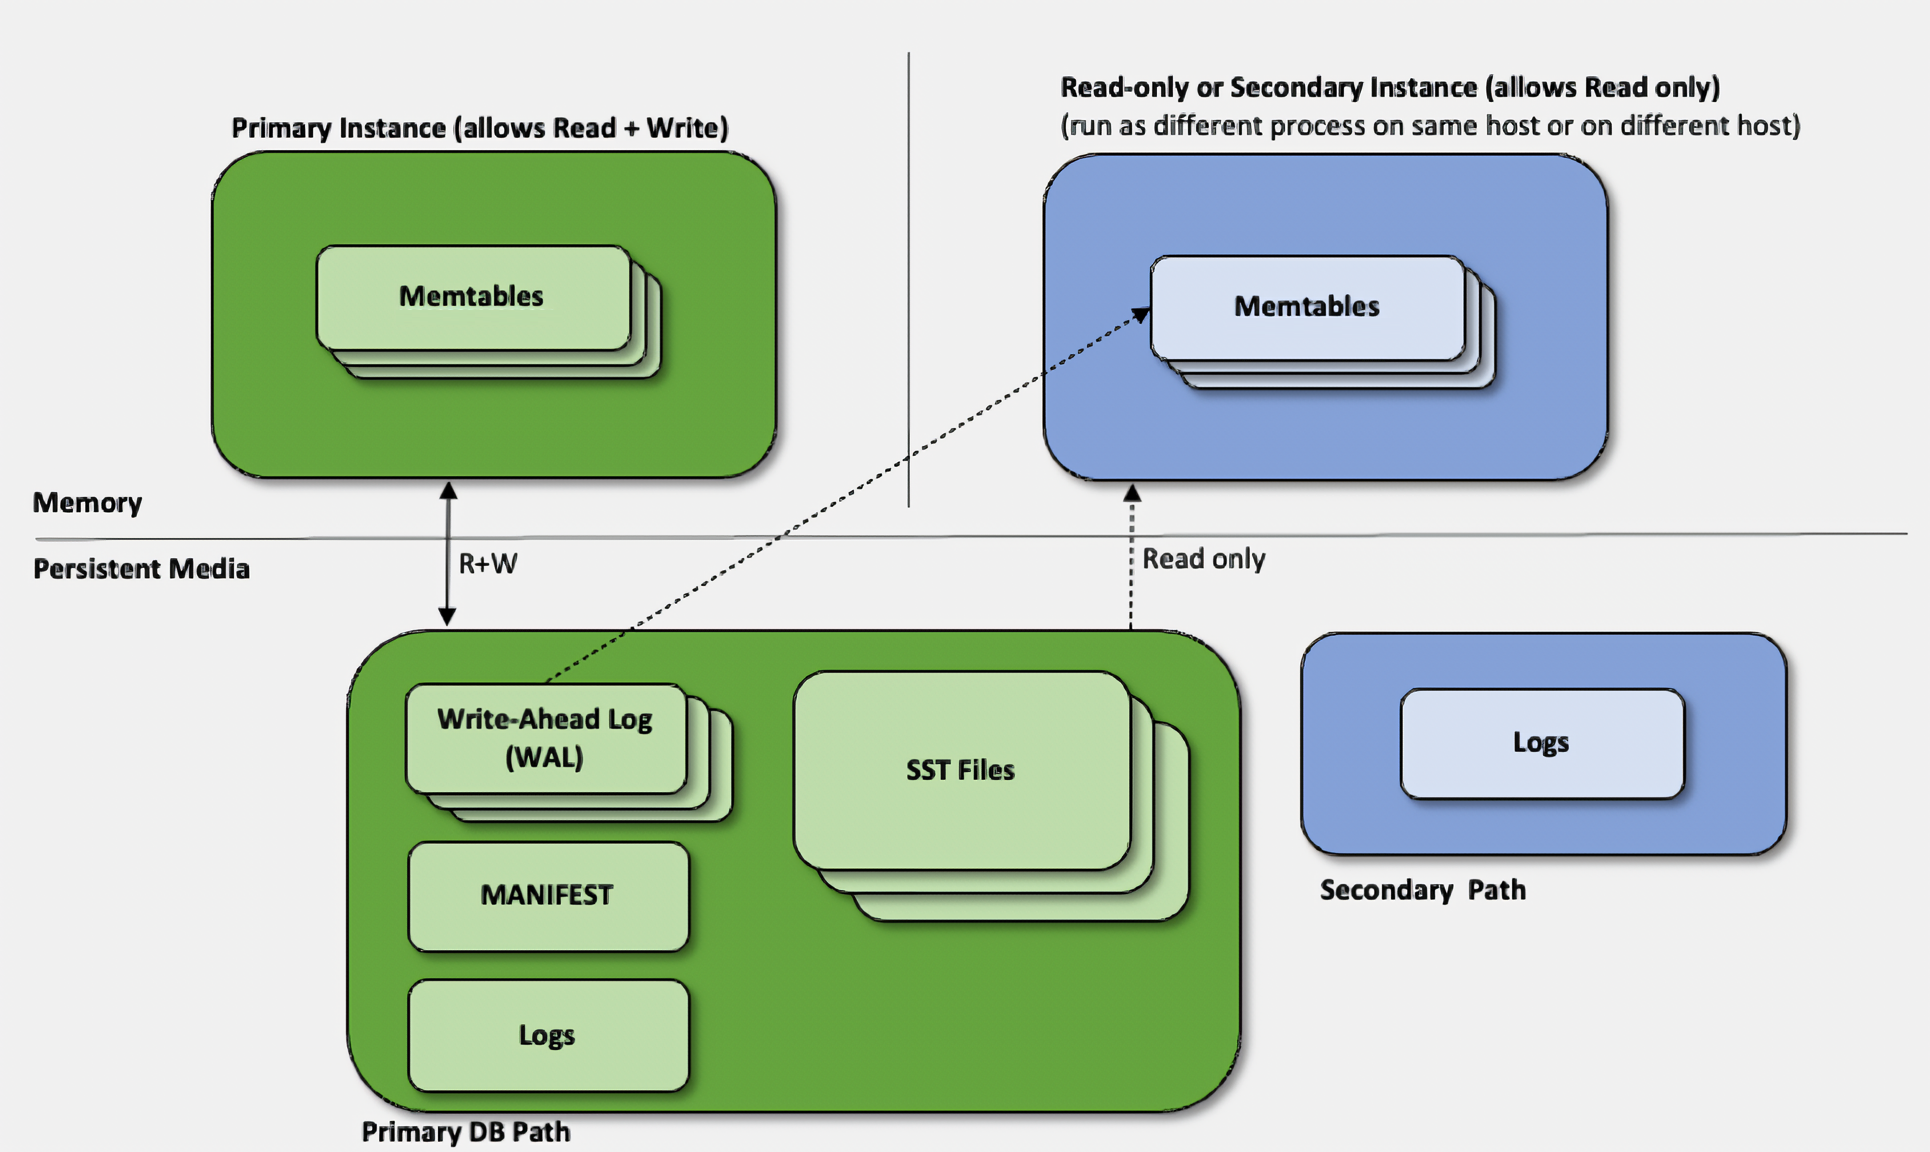 Primary Instance (allows Read + Write)
Memtables
Read-only or Secondary Instance (allows Read only)
(run as different process on same host or on different host)
Memtables
Memory
Persistent Media
R+W
Read only
Write-Ahead Log
(WAL)
MANIFEST
Logs
SST Files
Primary DB Path
Logs
Secondary Path